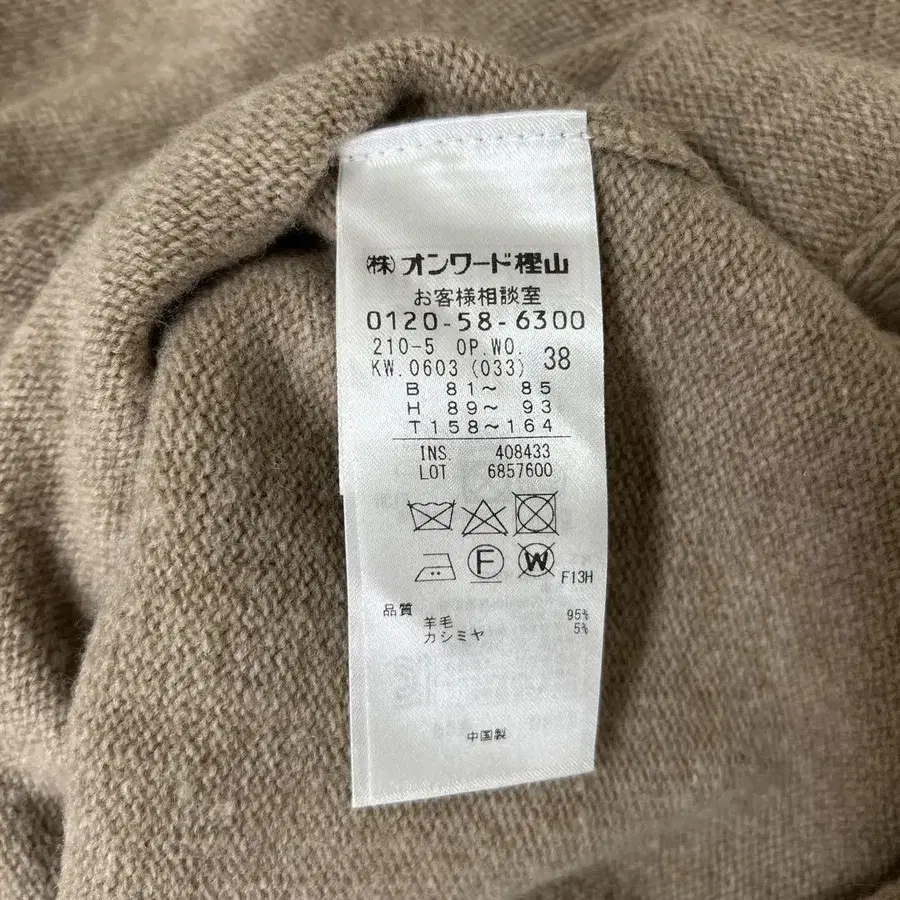 (株)オンワード樫山
お客様相談室
0120-58-6300
210-5 OP.WO. 38
KW.0603 (033)
B 81～ 85
H 89～ 93
T 158～164
INS. 408433
LOT 6857600
F
W
F13H
品質
羊毛 95%
カシミヤ 5%
中国製